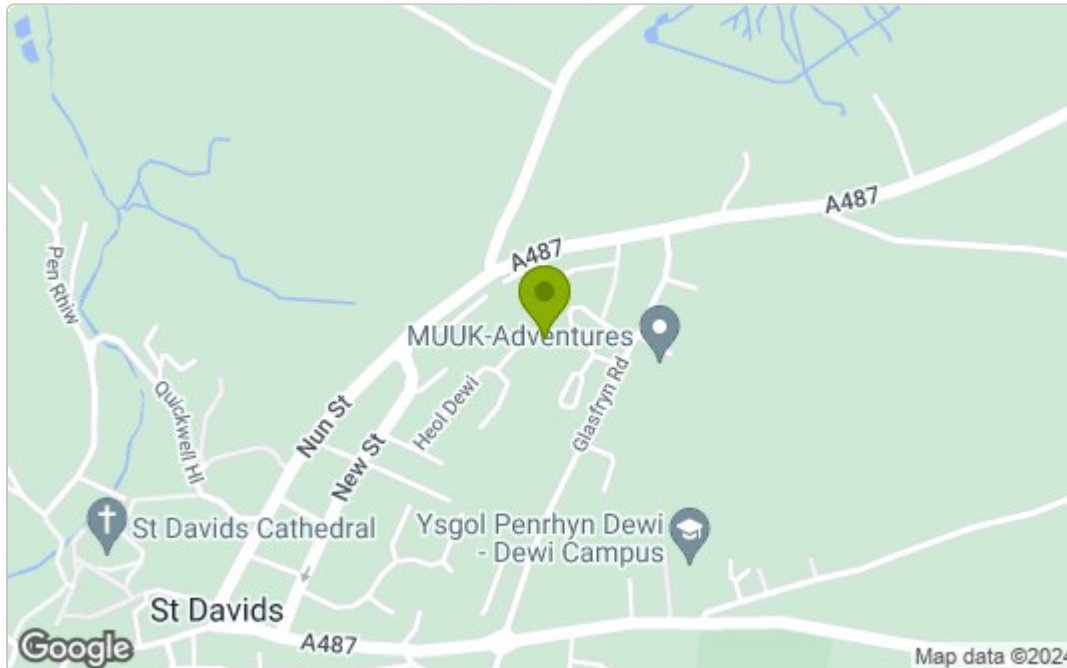 A487
A487
Pen Rhiw
MUUK-Adventures
Quickwell Hl
Heol Dewi
Glasfryn Rd
Nun St
New St
St Davids Cathedral
Ysgol Penrhyn Dewi
- Dewi Campus
St Davids
A487
Google
Map data ©2024